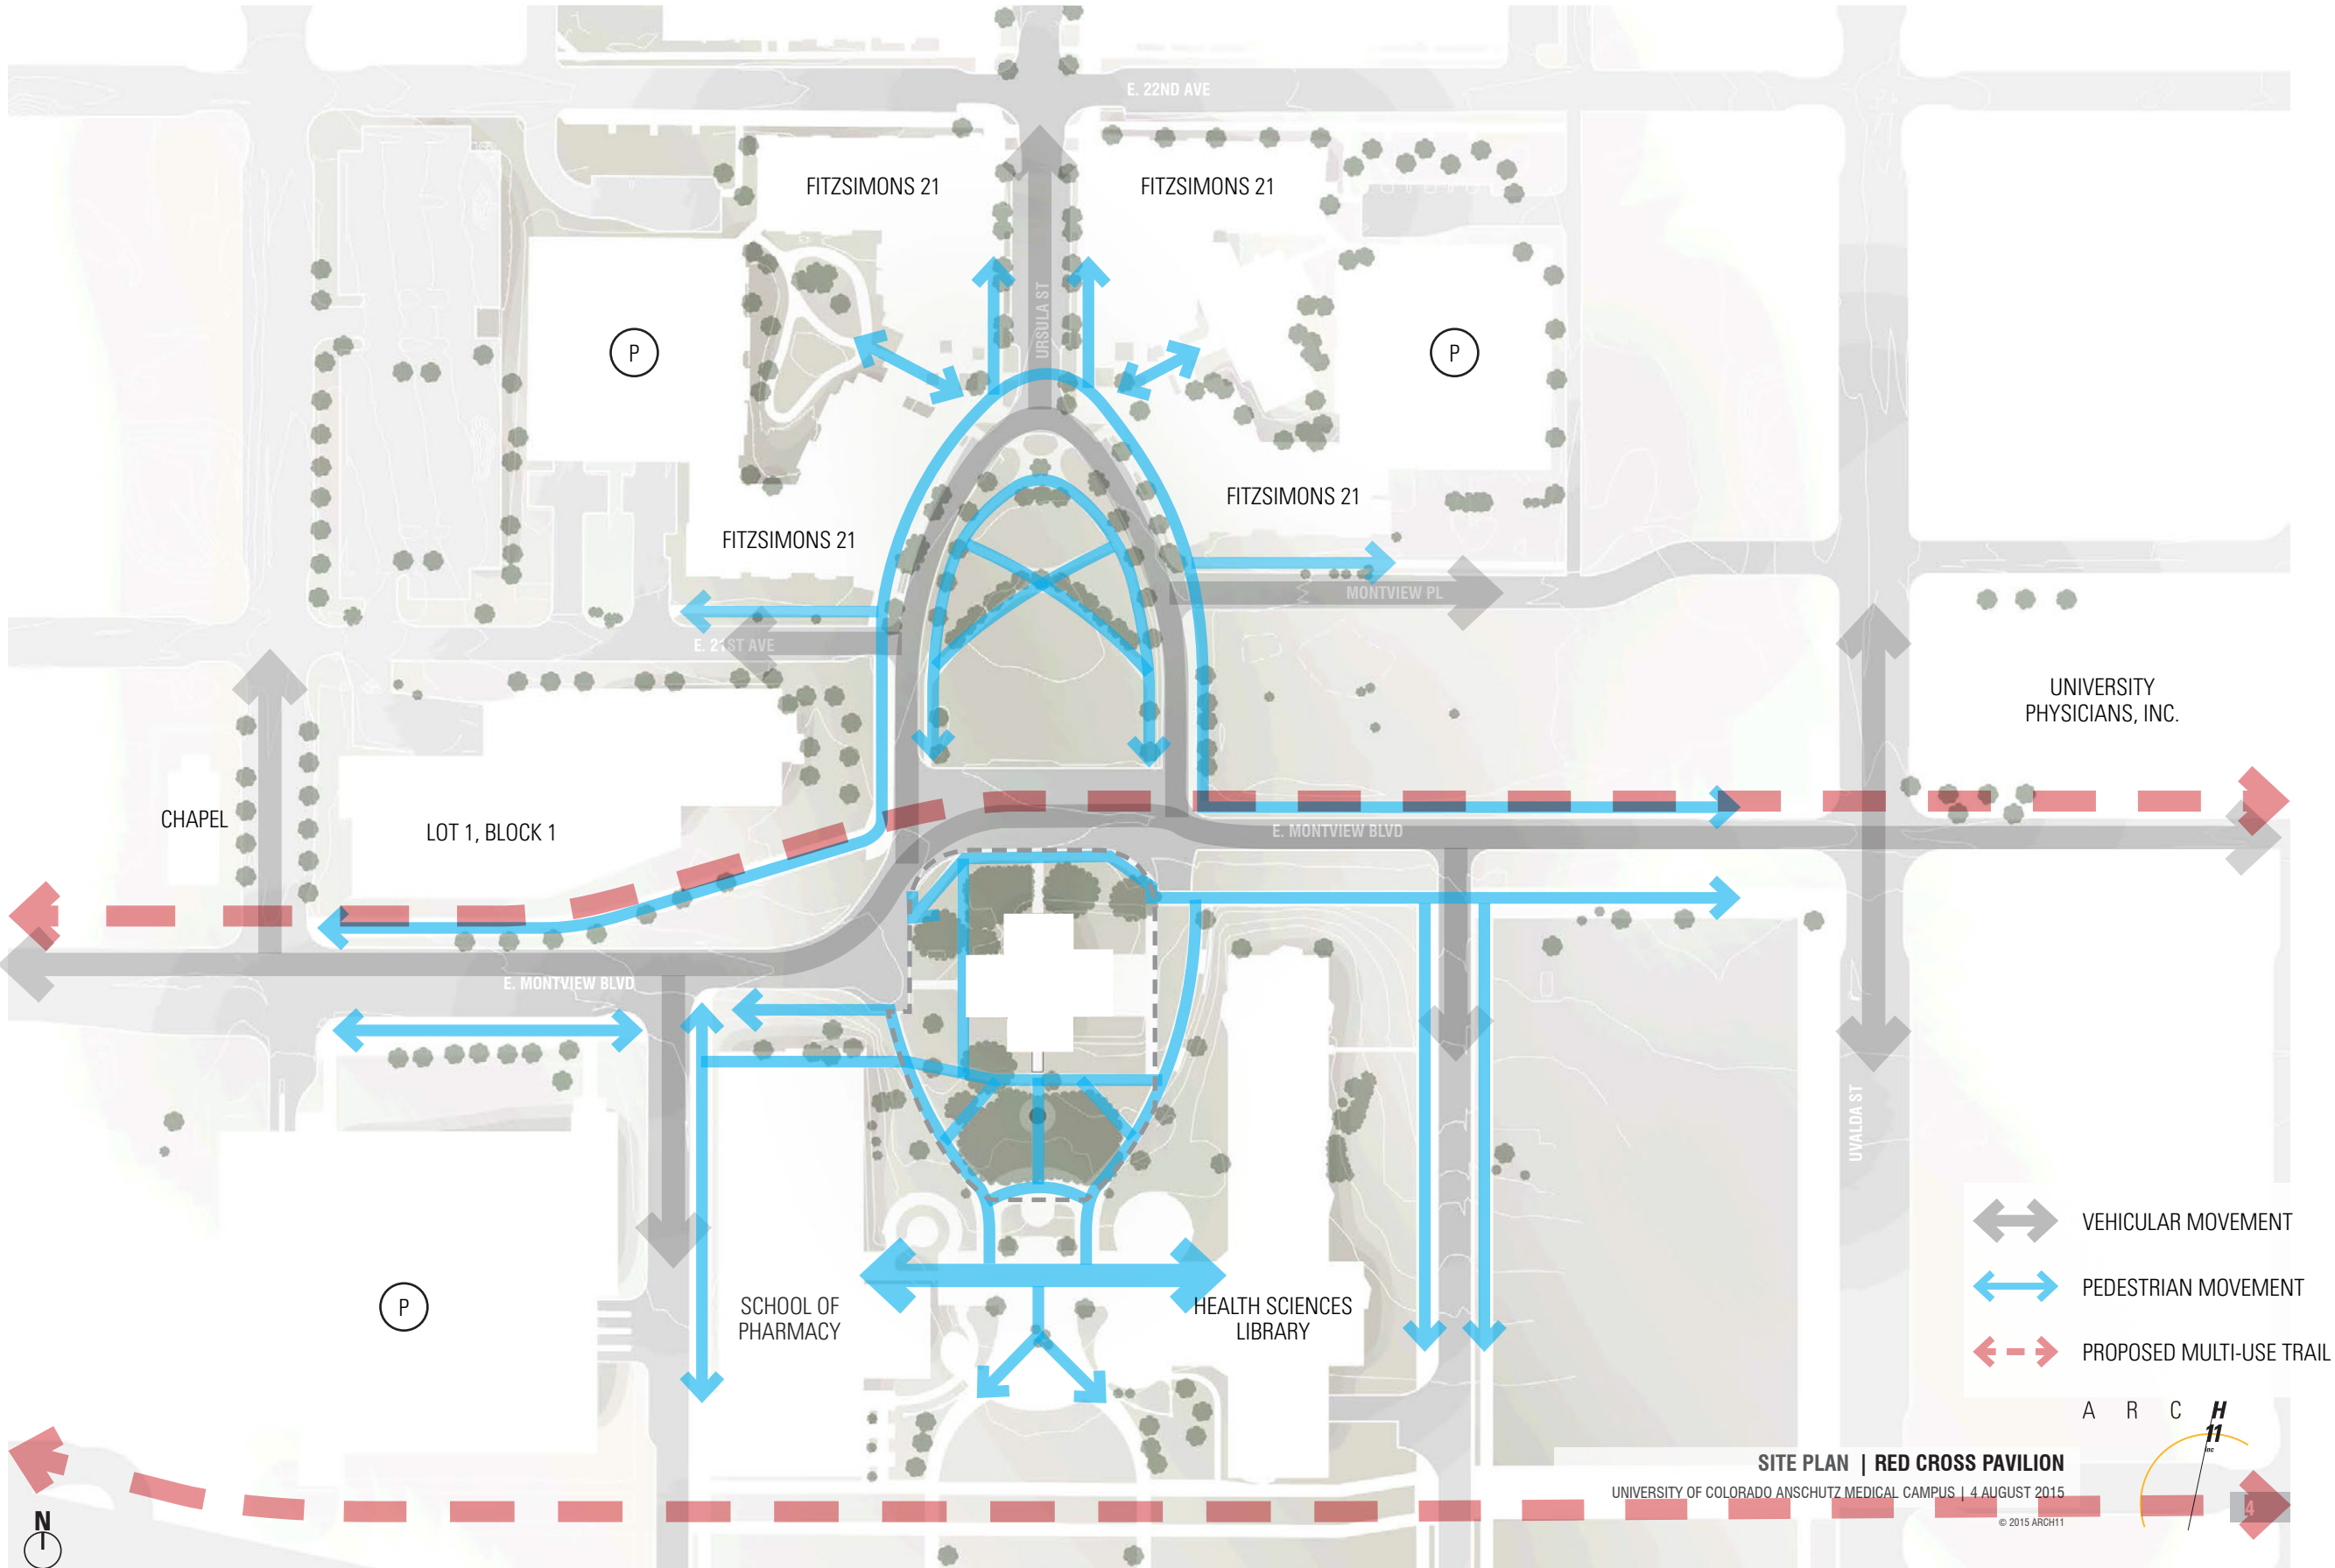 E. 22ND AVE
FITZSIMONS 21
FITZSIMONS 21
URSULA ST
P
P
FITZSIMONS 21
FITZSIMONS 21
MONTVIEW PL
E. 21ST AVE
UNIVERSITY
PHYSICIANS, INC.
CHAPEL
LOT 1, BLOCK 1
E. MONTVIEW BLVD
E. MONTVIEW BLVD
UVALDA ST
VEHICULAR MOVEMENT
PEDESTRIAN MOVEMENT
PROPOSED MULTI-USE TRAIL
P
SCHOOL OF
PHARMACY
HEALTH SCIENCES
LIBRARY
A R C H
11
inc
SITE PLAN | RED CROSS PAVILION
UNIVERSITY OF COLORADO ANSCHUTZ MEDICAL CAMPUS | 4 AUGUST 2015
© 2015 ARCH11
4
N